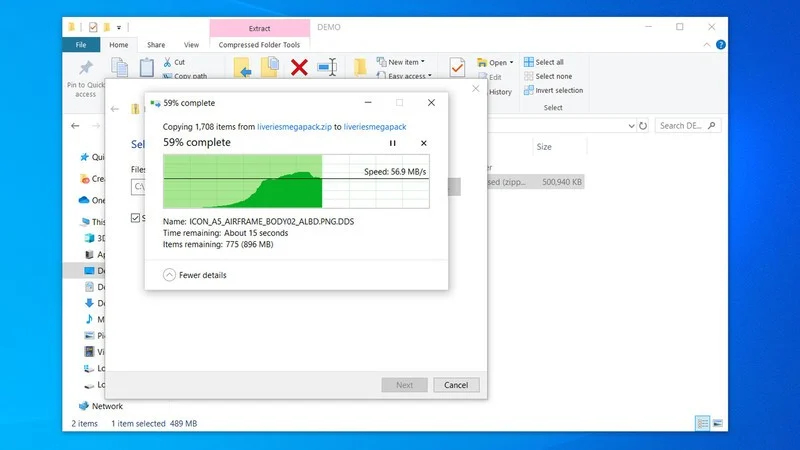 Extract
DEMO
File
Home
Share
View
Compressed Folder Tools
Pin to Quick
access
Cut
Copy path
New item
Easy access
Open
Edit
History
Select all
Select none
Invert selection
Select
Search DE...
Size
500,940 KB
59% complete
Copying 1,708 items from liveriesmegapack.zip to liveriesmegapack
59% complete
Speed: 56.9 MB/s
Name: ICON_A5_AIRFRAME_BODY02_ALBD.PNG.DDS
Time remaining: About 15 seconds
Items remaining: 775 (896 MB)
Fewer details
Sel
Files
C:\
S
Qui
Crea
One
This
3D
Ap
De
Do
Do
M
Pic
Vi
Lo
Lo
Network
sed (zipp...
Next
Cancel
2 items
1 item selected 489 MB